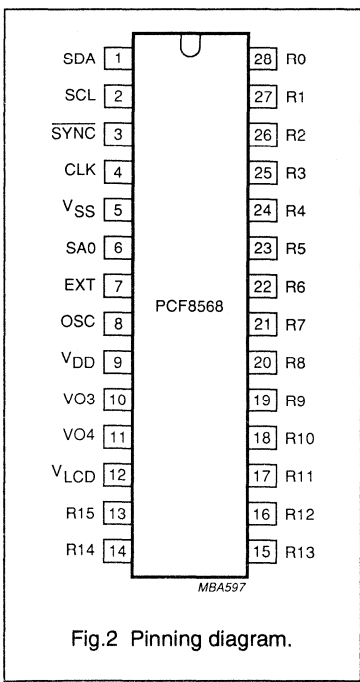 SDA 1 28 R0
SCL 2 27 R1
SYNC 3 26 R2
CLK 4 25 R3
VSS 5 24 R4
SA0 6 23 R5
EXT 7 22 R6
PCF8568
OSC 8 21 R7
VDD 9 20 R8
VO3 10 19 R9
VO4 11 18 R10
VLCD 12 17 R11
R15 13 16 R12
R14 14 15 R13
MBA597
Fig.2 Pinning diagram.